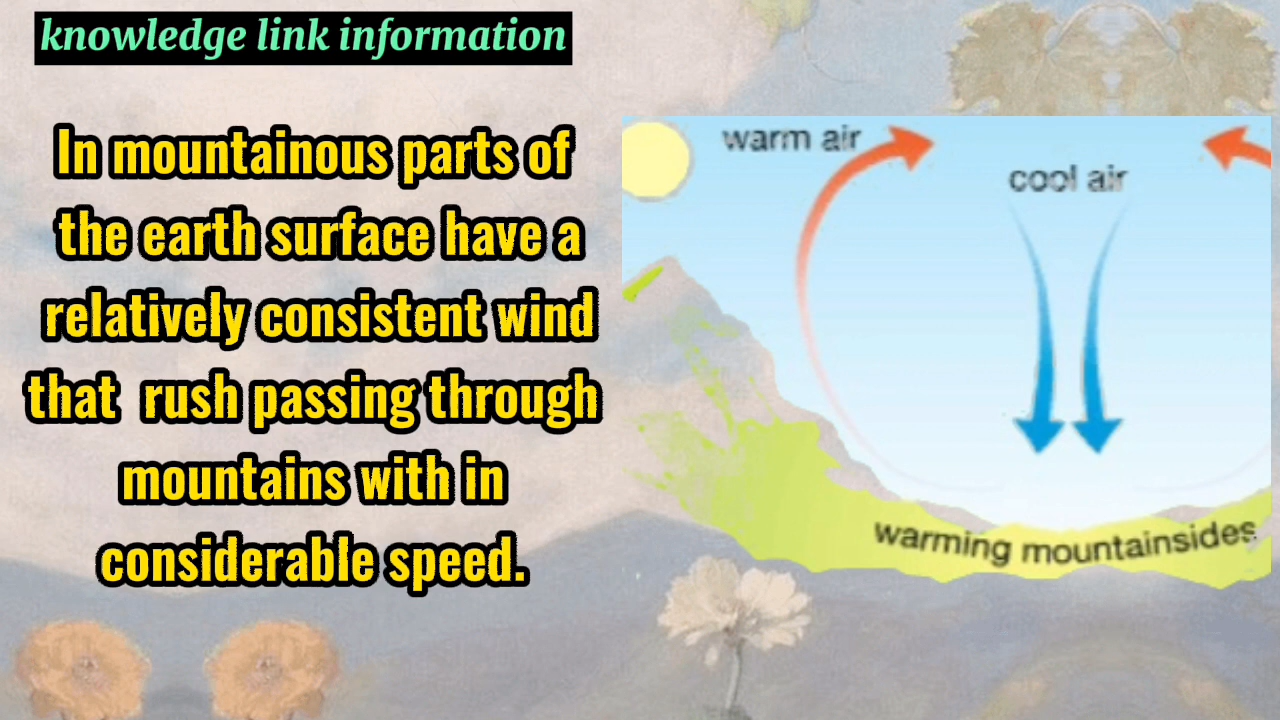 knowledge link information
In mountainous parts of
the earth surface have a
relatively consistent wind
that rush passing through
mountains with in
considerable speed.
warm air
cool air
warming mountainsides